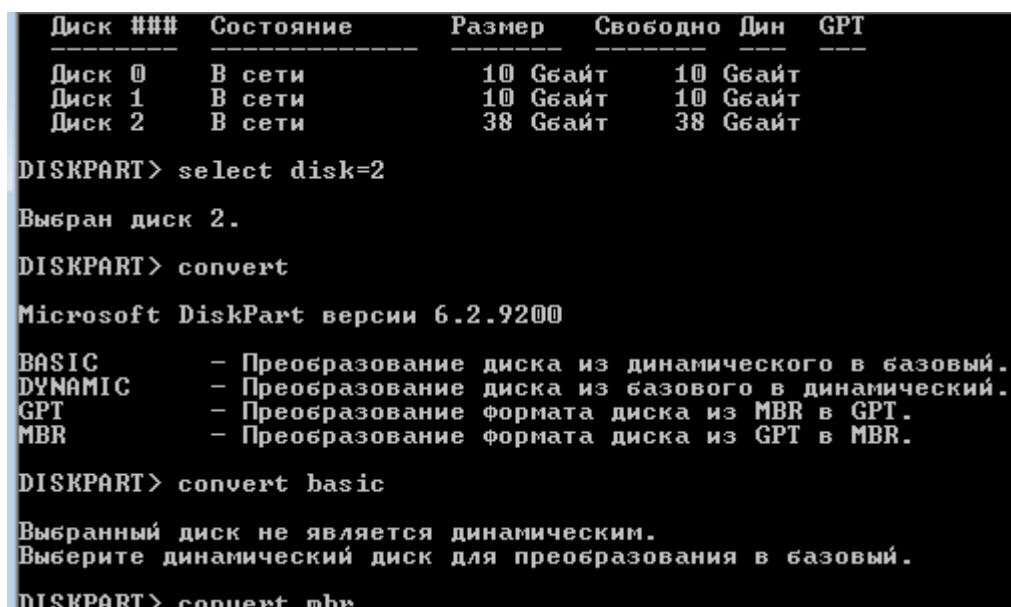 Диск ### Состояние Размер Свободно Дин GPT
-------- ------------- ------- ------- --- ---
Диск 0 В сети 10 Gбайт 10 Gбайт
Диск 1 В сети 10 Gбайт 10 Gбайт
Диск 2 В сети 38 Gбайт 38 Gбайт
DISKPART> select disk=2
Выбран диск 2.
DISKPART> convert
Microsoft DiskPart версии 6.2.9200
BASIC - Преобразование диска из динамического в базовый.
DYNAMIC - Преобразование диска из базового в динамический.
GPT - Преобразование формата диска из MBR в GPT.
MBR - Преобразование формата диска из GPT в MBR.
DISKPART> convert basic
Выбранный диск не является динамическим.
Выберите динамический диск для преобразования в базовый.
DISKPART> convert mbr